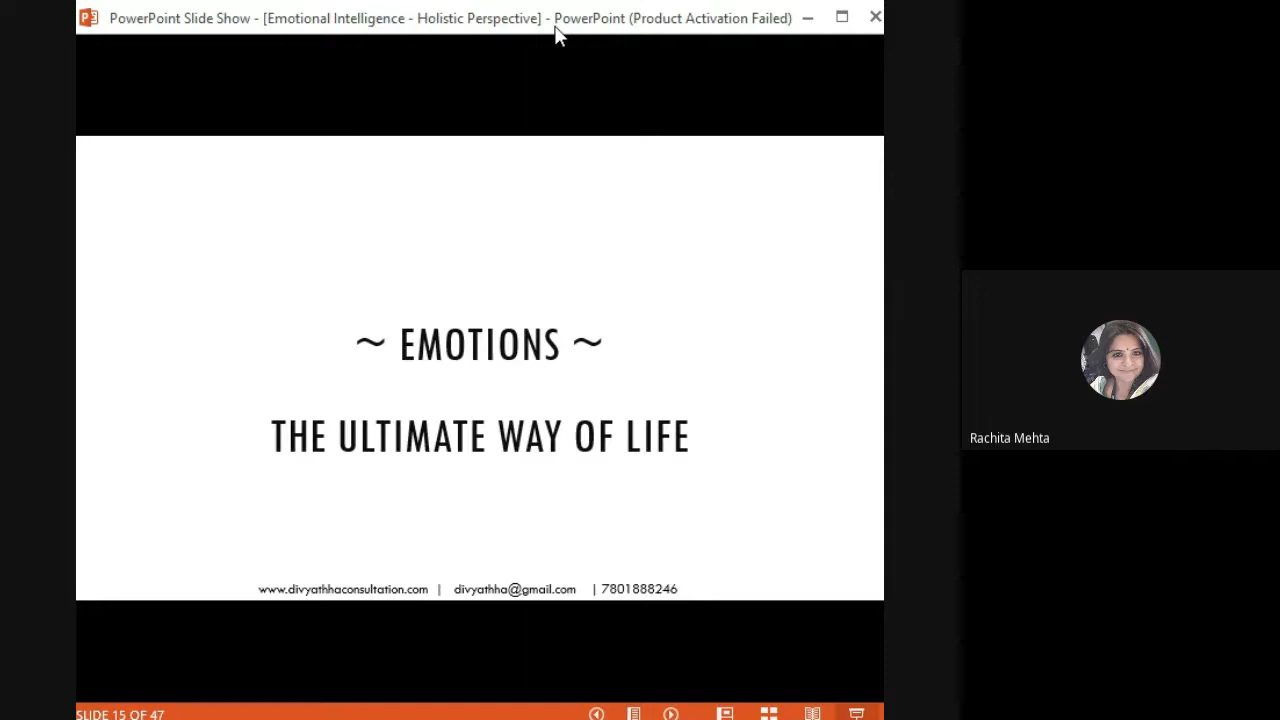 PowerPoint Slide Show - [Emotional Intelligence - Holistic Perspective] - PowerPoint (Product Activation Failed)
~ EMOTIONS ~
THE ULTIMATE WAY OF LIFE
www.divyathhaconsultation.com | divyathha@gmail.com | 7801888246
Rachita Mehta
SLIDE 15 OF 47